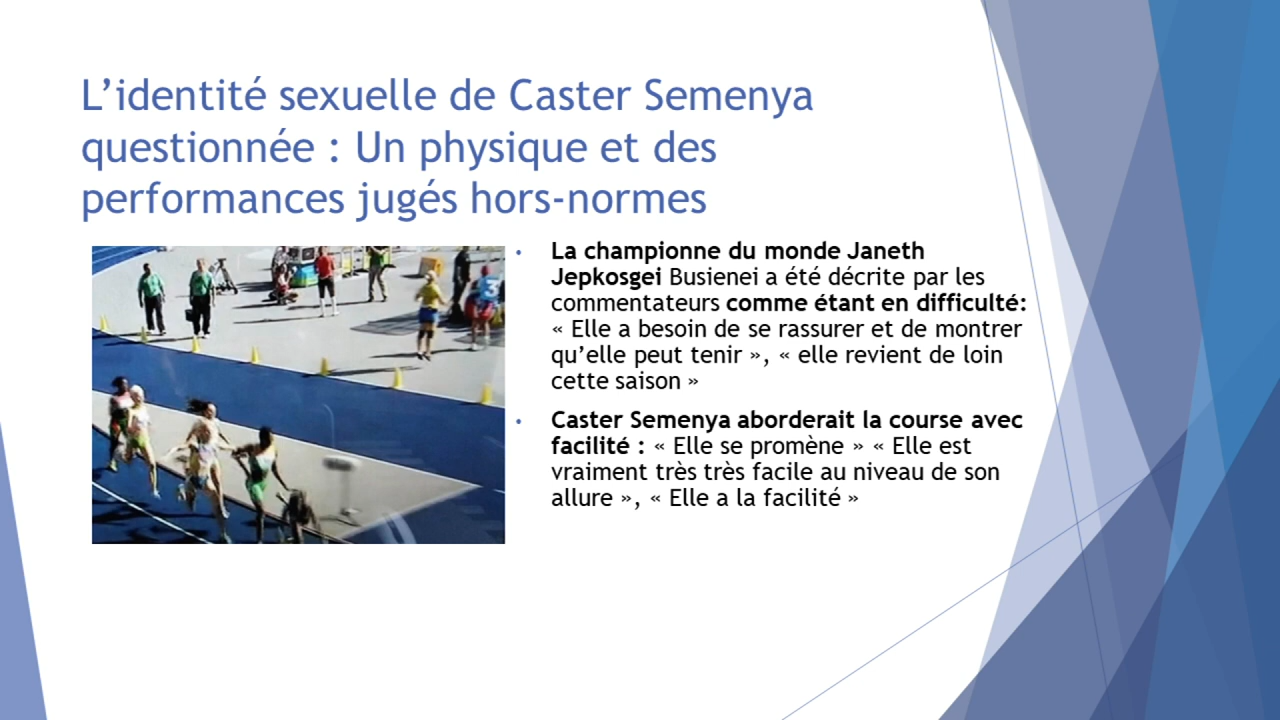 L’identité sexuelle de Caster Semenya
questionnée : Un physique et des
performances jugés hors-normes
• La championne du monde Janeth
Jepkosgei Busienei a été décrite par les
commentateurs comme étant en difficulté:
« Elle a besoin de se rassurer et de montrer
qu’elle peut tenir », « elle revient de loin
cette saison »
• Caster Semenya aborderait la course avec
facilité : « Elle se promène » « Elle est
vraiment très très facile au niveau de son
allure », « Elle a la facilité »